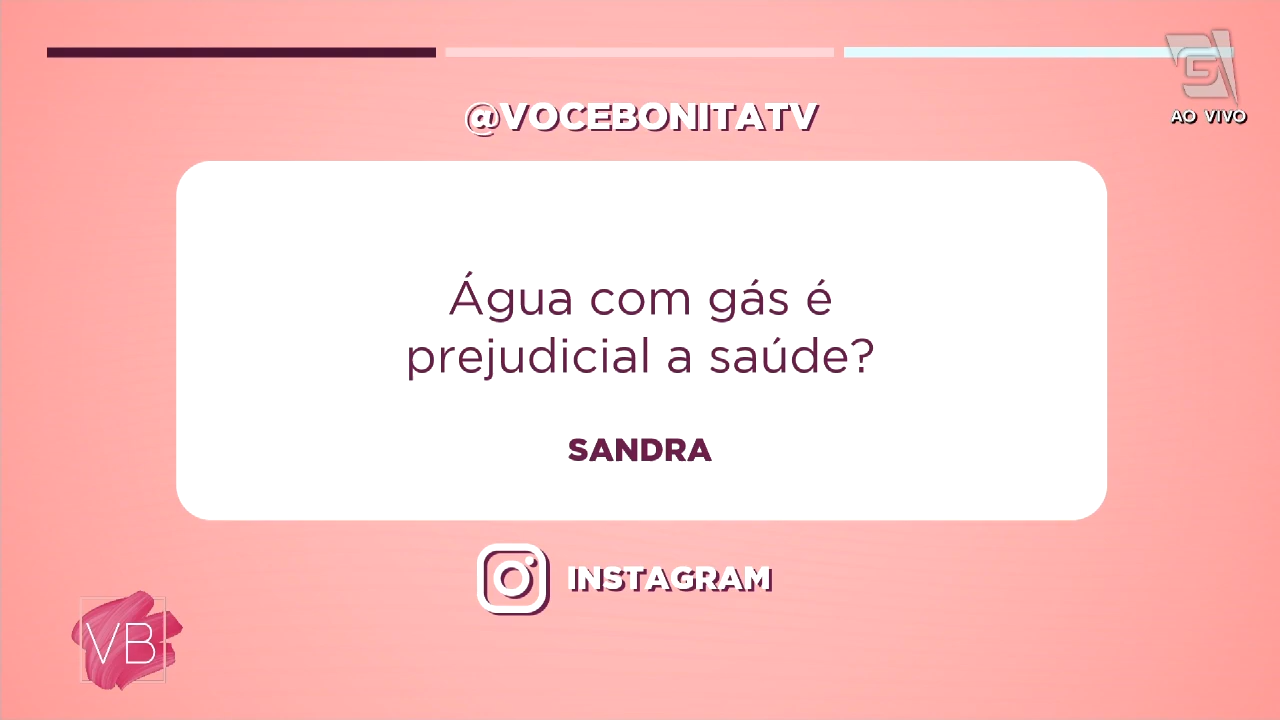 @VOCEBONITATV
AO VIVO
Água com gás é
prejudicial a saúde?
SANDRA
INSTAGRAM
VB